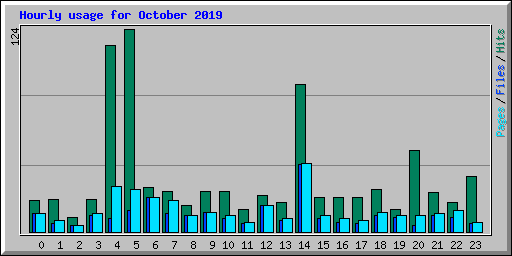 Hourly usage for October 2019
124
Pages/Files/Hits
0 1 2 3 4 5 6 7 8 9 10 11 12 13 14 15 16 17 18 19 20 21 22 23